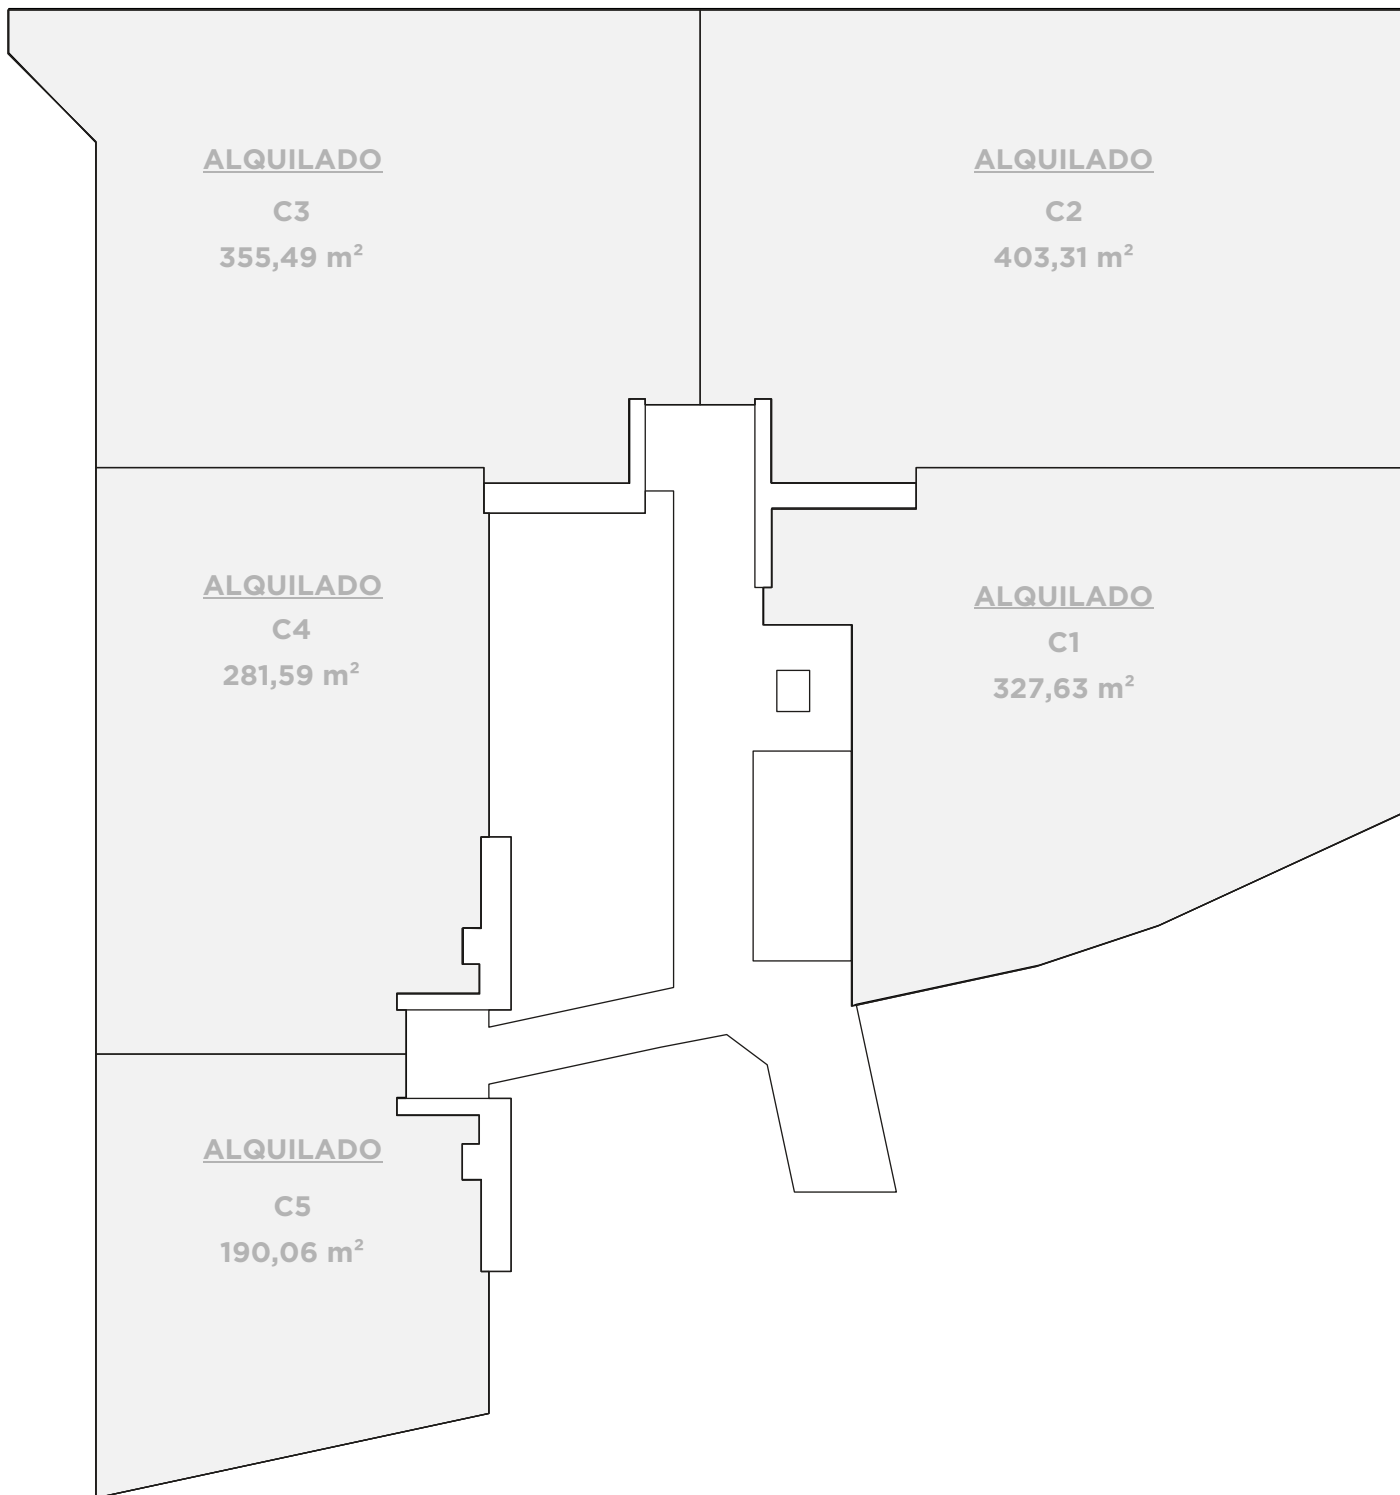 ALQUILADO
C3
355,49 m²
ALQUILADO
C2
403,31 m²
ALQUILADO
C4
281,59 m²
ALQUILADO
C1
327,63 m²
ALQUILADO
C5
190,06 m²